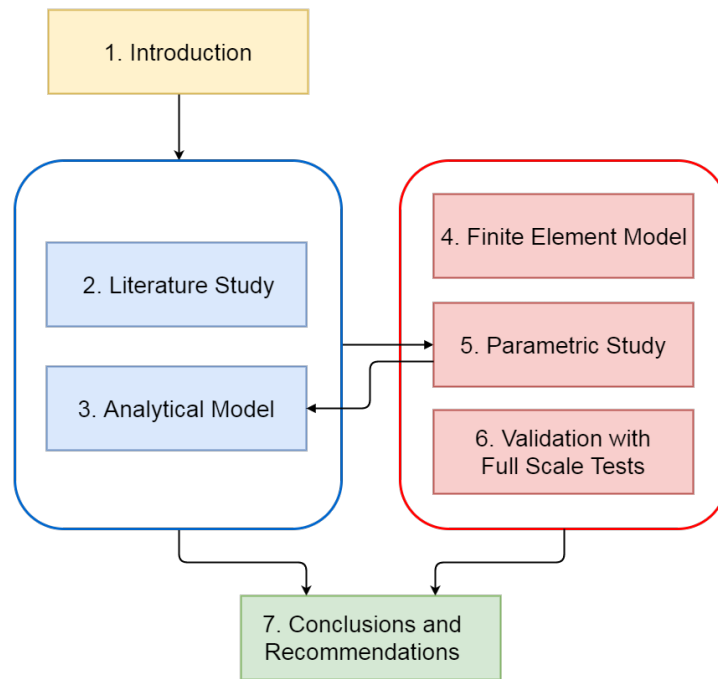 1. Introduction
2. Literature Study
3. Analytical Model
4. Finite Element Model
5. Parametric Study
6. Validation with
Full Scale Tests
7. Conclusions and
Recommendations